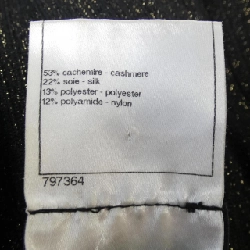 53% cachemire - cashmere
22% soie - silk
13% polyester - polyester
12% polyamide - nylon
797364